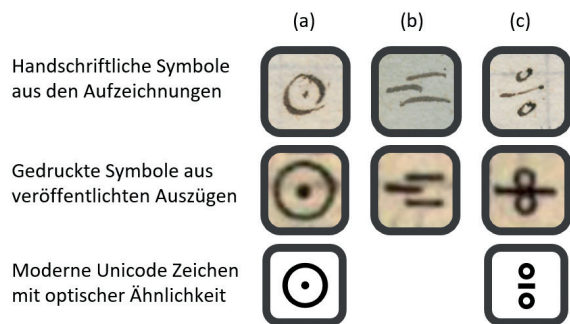 (a) (b) (c)
Handschriftliche Symbole
aus den Aufzeichnungen
Gedruckte Symbole aus
veröffentlichten Auszügen
Moderne Unicode Zeichen
mit optischer Ähnlichkeit